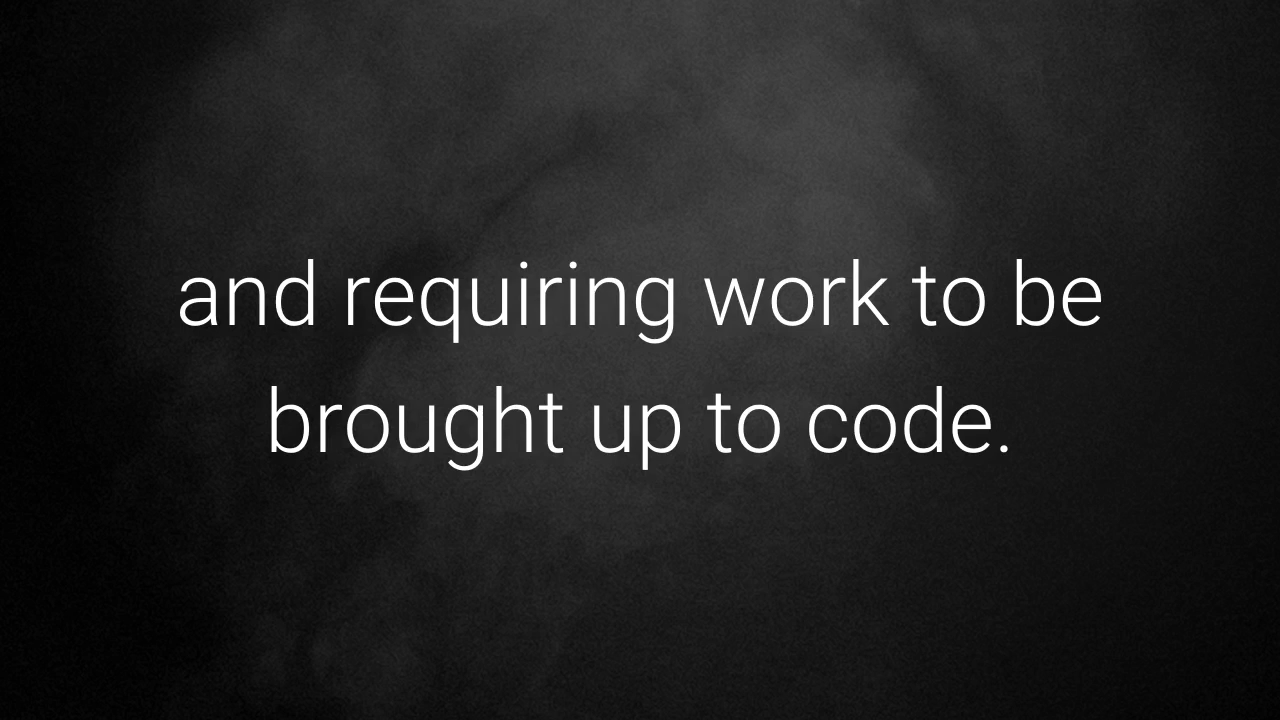 and requiring work to be
brought up to code.